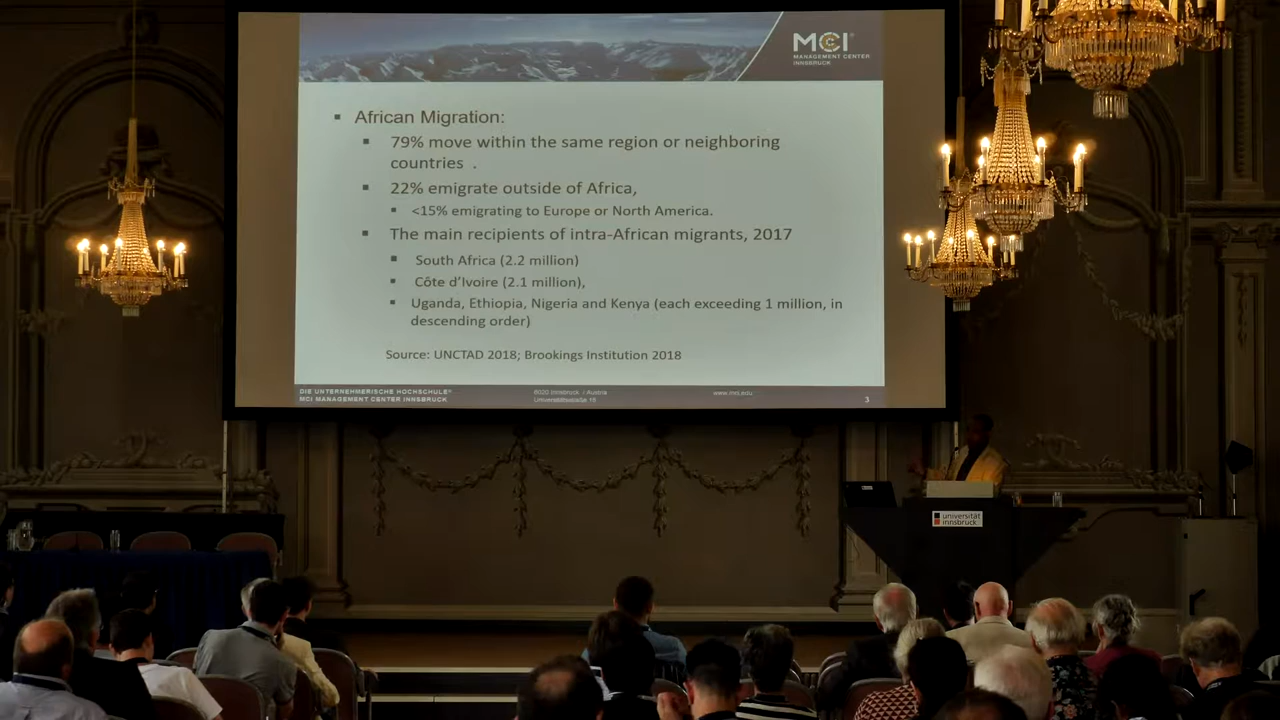 MCI
MANAGEMENT CENTER
INNSBRUCK
African Migration:
79% move within the same region or neighboring
countries .
22% emigrate outside of Africa,
<15% emigrating to Europe or North America.
The main recipients of intra-African migrants, 2017
South Africa (2.2 million)
Côte d'Ivoire (2.1 million),
Uganda, Ethiopia, Nigeria and Kenya (each exceeding 1 million, in
descending order)
Source: UNCTAD 2018; Brookings Institution 2018
DIE UNTERNEHMERISCHE HOCHSCHULE®
MCI MANAGEMENT CENTER INNSBRUCK
6020 Innsbruck / Austria
Universitätsstraße 15
www.mci.edu
3
universität
innsbruck